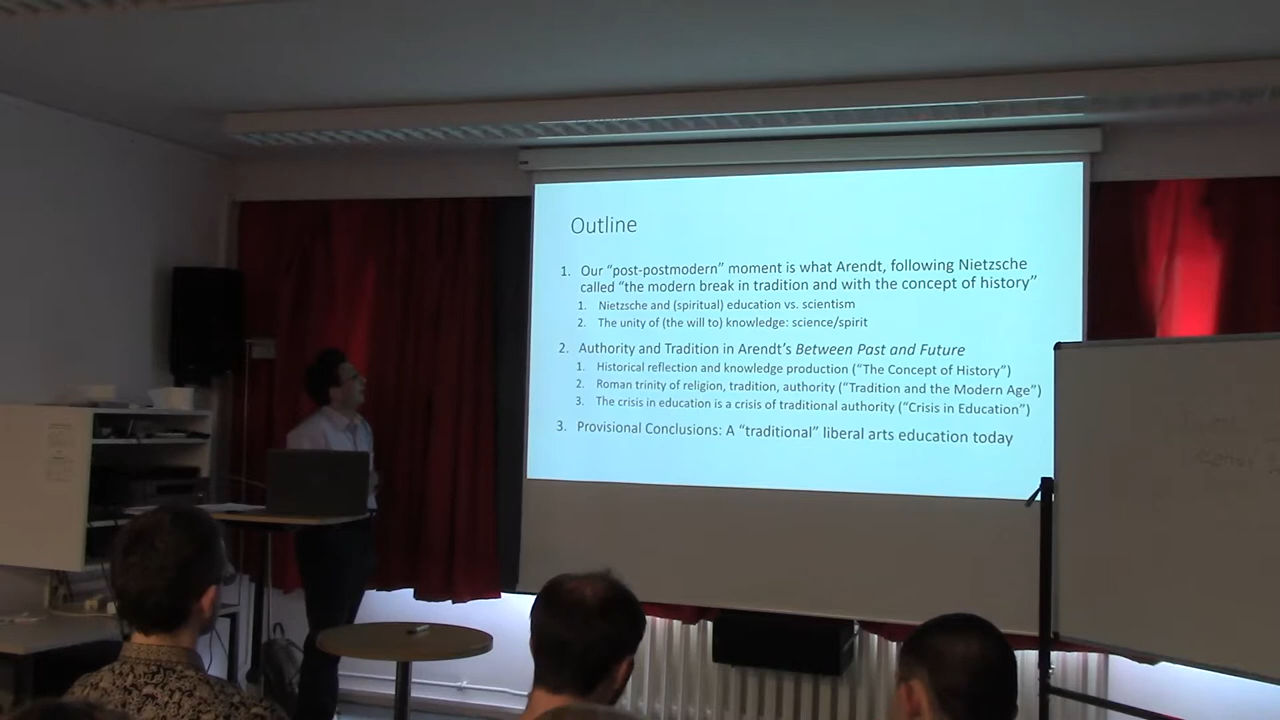 Outline
1. Our “post-postmodern” moment is what Arendt, following Nietzsche
called “the modern break in tradition and with the concept of history”
1. Nietzsche and (spiritual) education vs. scientism
2. The unity of (the will to) knowledge: science/spirit
2. Authority and Tradition in Arendt’s Between Past and Future
1. Historical reflection and knowledge production (“The Concept of History”)
2. Roman trinity of religion, tradition, authority (“Tradition and the Modern Age”)
3. The crisis in education is a crisis of traditional authority (“Crisis in Education”)
3. Provisional Conclusions: A “traditional” liberal arts education today